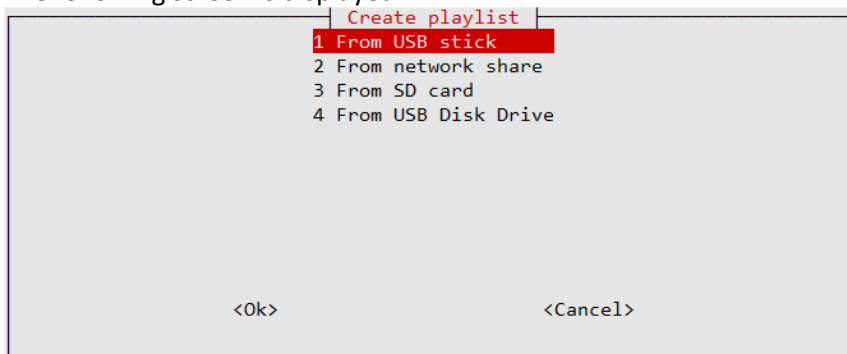 Create playlist
1 From USB stick
2 From network share
3 From SD card
4 From USB Disk Drive
<Ok> <Cancel>